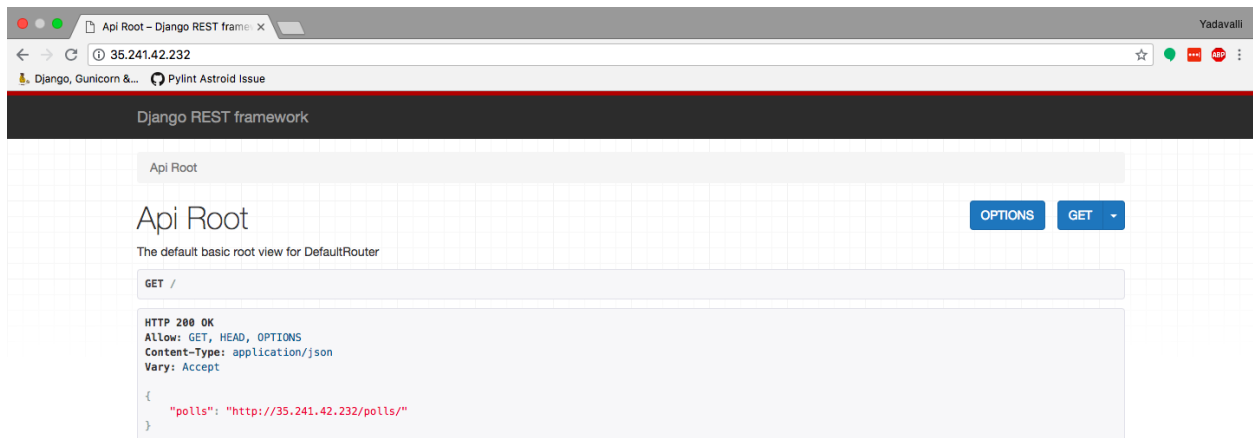 Api Root – Django REST frame
Yadavalli
35.241.42.232
ABP
Django, Gunicorn &... Pylint Astroid Issue
Django REST framework
Api Root
Api Root
OPTIONS GET
The default basic root view for DefaultRouter
GET /
HTTP 200 OK
Allow: GET, HEAD, OPTIONS
Content-Type: application/json
Vary: Accept
{
"polls": "http://35.241.42.232/polls/"
}